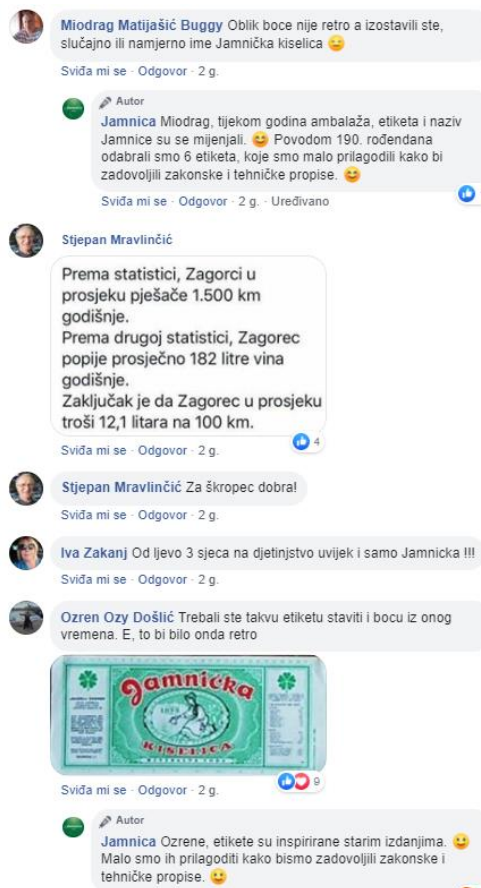 Miodrag Matijašić Buggy Oblik boce nije retro a izostavili ste,
slučajno ili namjerno ime Jamnička kiselica
Sviđa mi se · Odgovor · 2 g.
Autor
Jamnica Miodrag, tijekom godina ambalaža, etiketa i naziv
Jamnice su se mijenjali. 😊 Povodom 190. rođendana
odabrali smo 6 etiketa, koje smo malo prilagodili kako bi
zadovoljili zakonske i tehničke propise. 😊
Sviđa mi se · Odgovor · 2 g. · Uređivano
Stjepan Mravlinčić
Prema statistici, Zagorci u
prosjeku pješače 1.500 km
godišnje.
Prema drugoj statistici, Zagorec
popije prosječno 182 litre vina
godišnje.
Zaključak je da Zagorec u prosjeku
troši 12,1 litara na 100 km.
4
Sviđa mi se · Odgovor · 2 g.
Stjepan Mravlinčić Za škropec dobra!
Sviđa mi se · Odgovor · 2 g.
Iva Zakanj Od ljevo 3 sjeca na djetinjstvo uvijek i samo Jamnicka !!!
Sviđa mi se · Odgovor · 2 g.
Ozren Ozy Došlić Trebali ste takvu etiketu staviti i bocu iz onog
vremena. E, to bi bilo onda retro
Jamnička
KISELICA
9
Sviđa mi se · Odgovor · 2 g.
Autor
Jamnica Ozrene, etikete su inspirirane starim izdanjima. 🙂
Malo smo ih prilagoditi kako bismo zadovoljili zakonske i
tehničke propise. 🙂